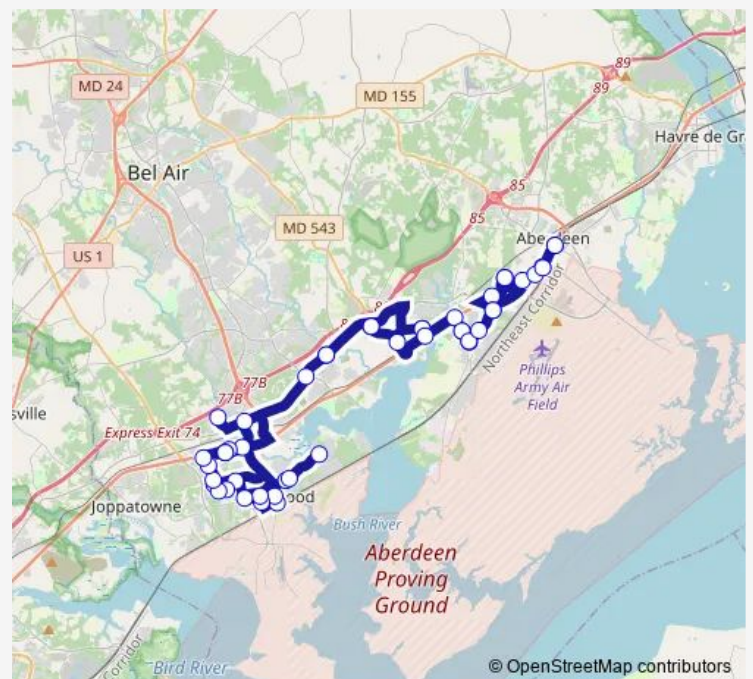 89
MD 24
89
MD 155
Havre de Gr
Bel Air
85
85
MD 543
Aberdeen
US 1
Northeast Corridor
Phillips
Army Air
Field
77B
77B
sville
Express Exit 74
Joppatowne
ood
Bush River
Aberdeen
Proving
Ground
Corridor
Bird River
© OpenStreetMap contributors